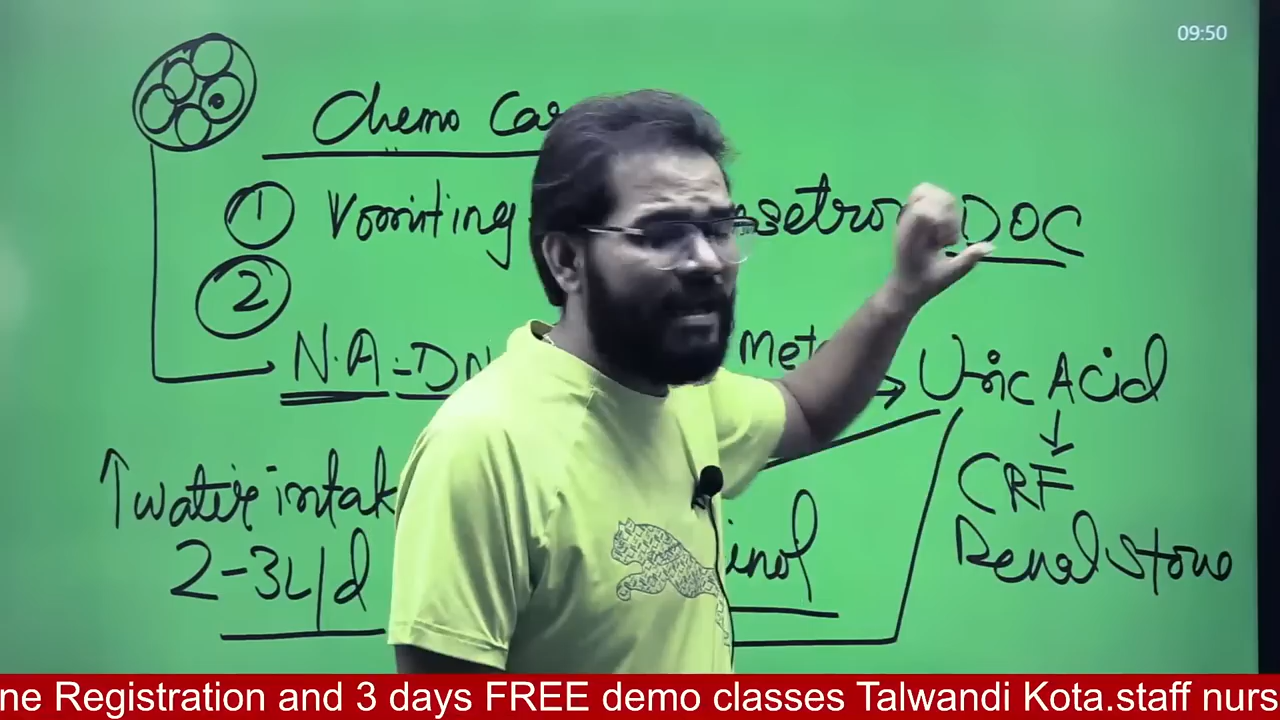 09:50
Chemo Ca
① Vomiting setron DOC
②
N.A-DN Met → Uric Acid
↓
↑ water intak CRF
2-3L/d inol Renal stone
ne Registration and 3 days FREE demo classes Talwandi Kota.staff nurs